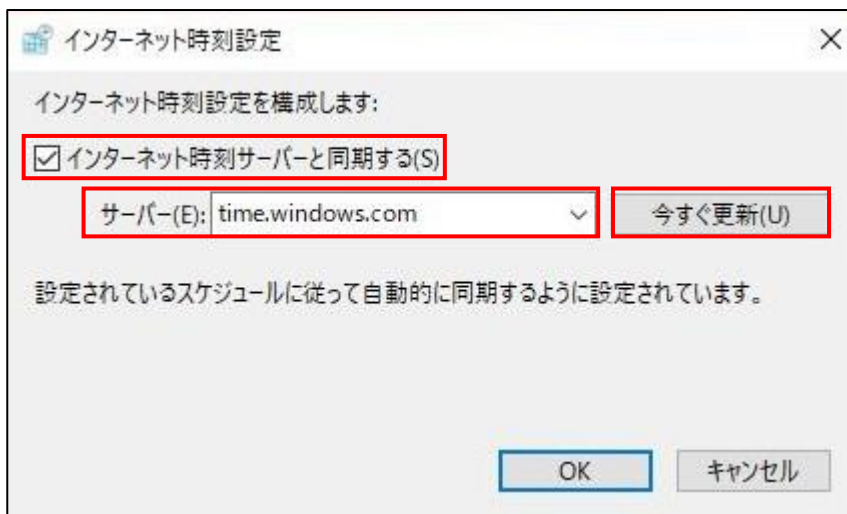 インターネット時刻設定
インターネット時刻設定を構成します:
インターネット時刻サーバーと同期する(S)
サーバー(E): time.windows.com 今すぐ更新(U)
設定されているスケジュールに従って自動的に同期するように設定されています。
OK キャンセル